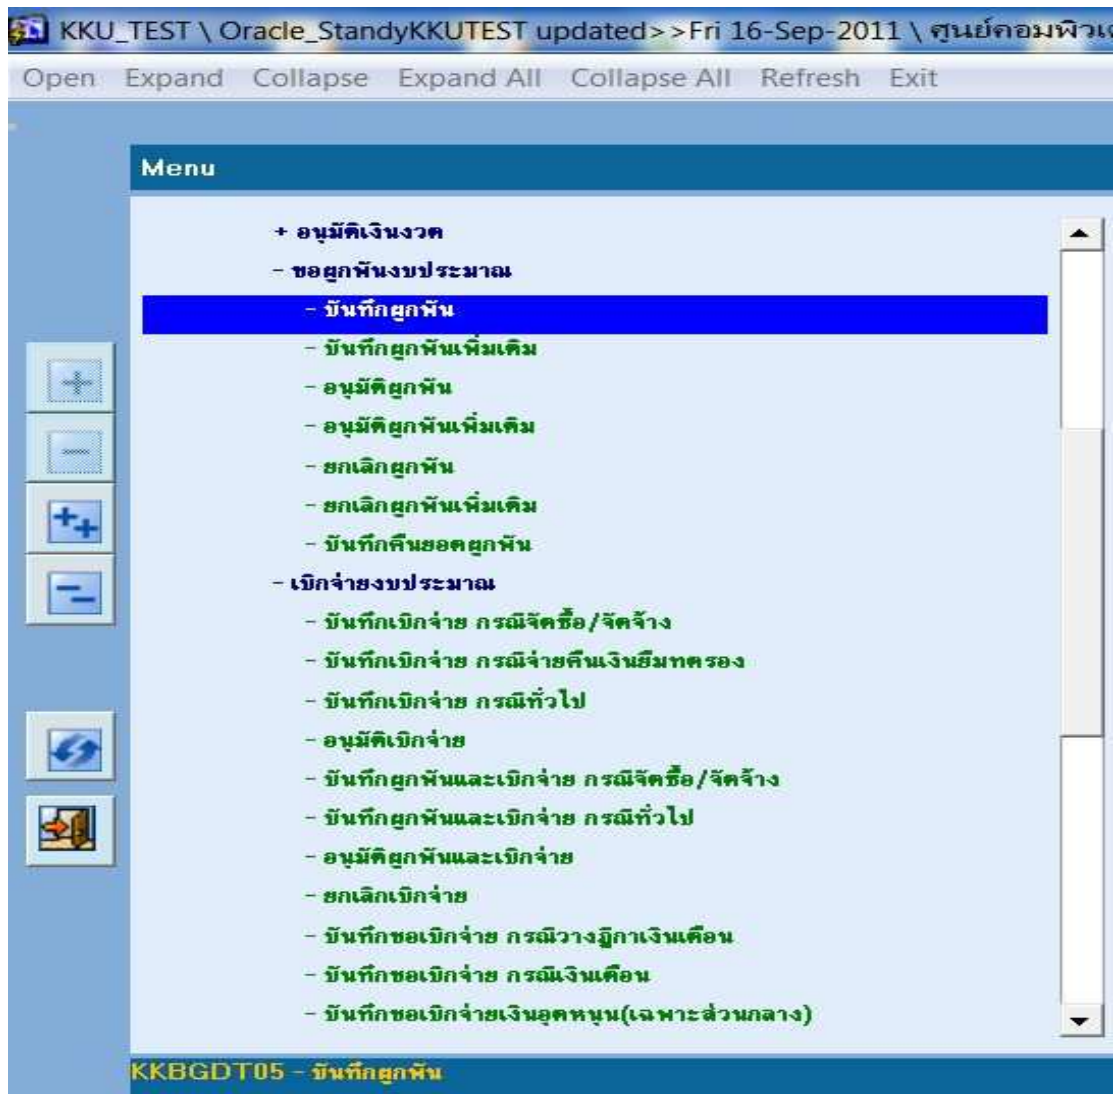 KKU_TEST \ Oracle_StandyKKUTEST updated>>Fri 16-Sep-2011 \ ศูนย์คอมพิวเต
Open Expand Collapse Expand All Collapse All Refresh Exit
Menu
+ อนุมัติเงินงวด
- ขอผูกพันงบประมาณ
- บันทึกผูกพัน
- บันทึกผูกพันเพิ่มเติม
- อนุมัติผูกพัน
- อนุมัติผูกพันเพิ่มเติม
- ยกเลิกผูกพัน
- ยกเลิกผูกพันเพิ่มเติม
- บันทึกคืนยอดผูกพัน
- เบิกจ่ายงบประมาณ
- บันทึกเบิกจ่าย กรณีจัดซื้อ/จัดจ้าง
- บันทึกเบิกจ่าย กรณีจ่ายคืนเงินยืมทดรอง
- บันทึกเบิกจ่าย กรณีทั่วไป
- อนุมัติเบิกจ่าย
- บันทึกผูกพันและเบิกจ่าย กรณีจัดซื้อ/จัดจ้าง
- บันทึกผูกพันและเบิกจ่าย กรณีทั่วไป
- อนุมัติผูกพันและเบิกจ่าย
- ยกเลิกเบิกจ่าย
- บันทึกขอเบิกจ่าย กรณีวางฎีกาเงินเดือน
- บันทึกขอเบิกจ่าย กรณีเงินเดือน
- บันทึกขอเบิกจ่ายเงินอุดหนุน(เฉพาะส่วนกลาง)
KKBGDT05 - บันทึกผูกพัน